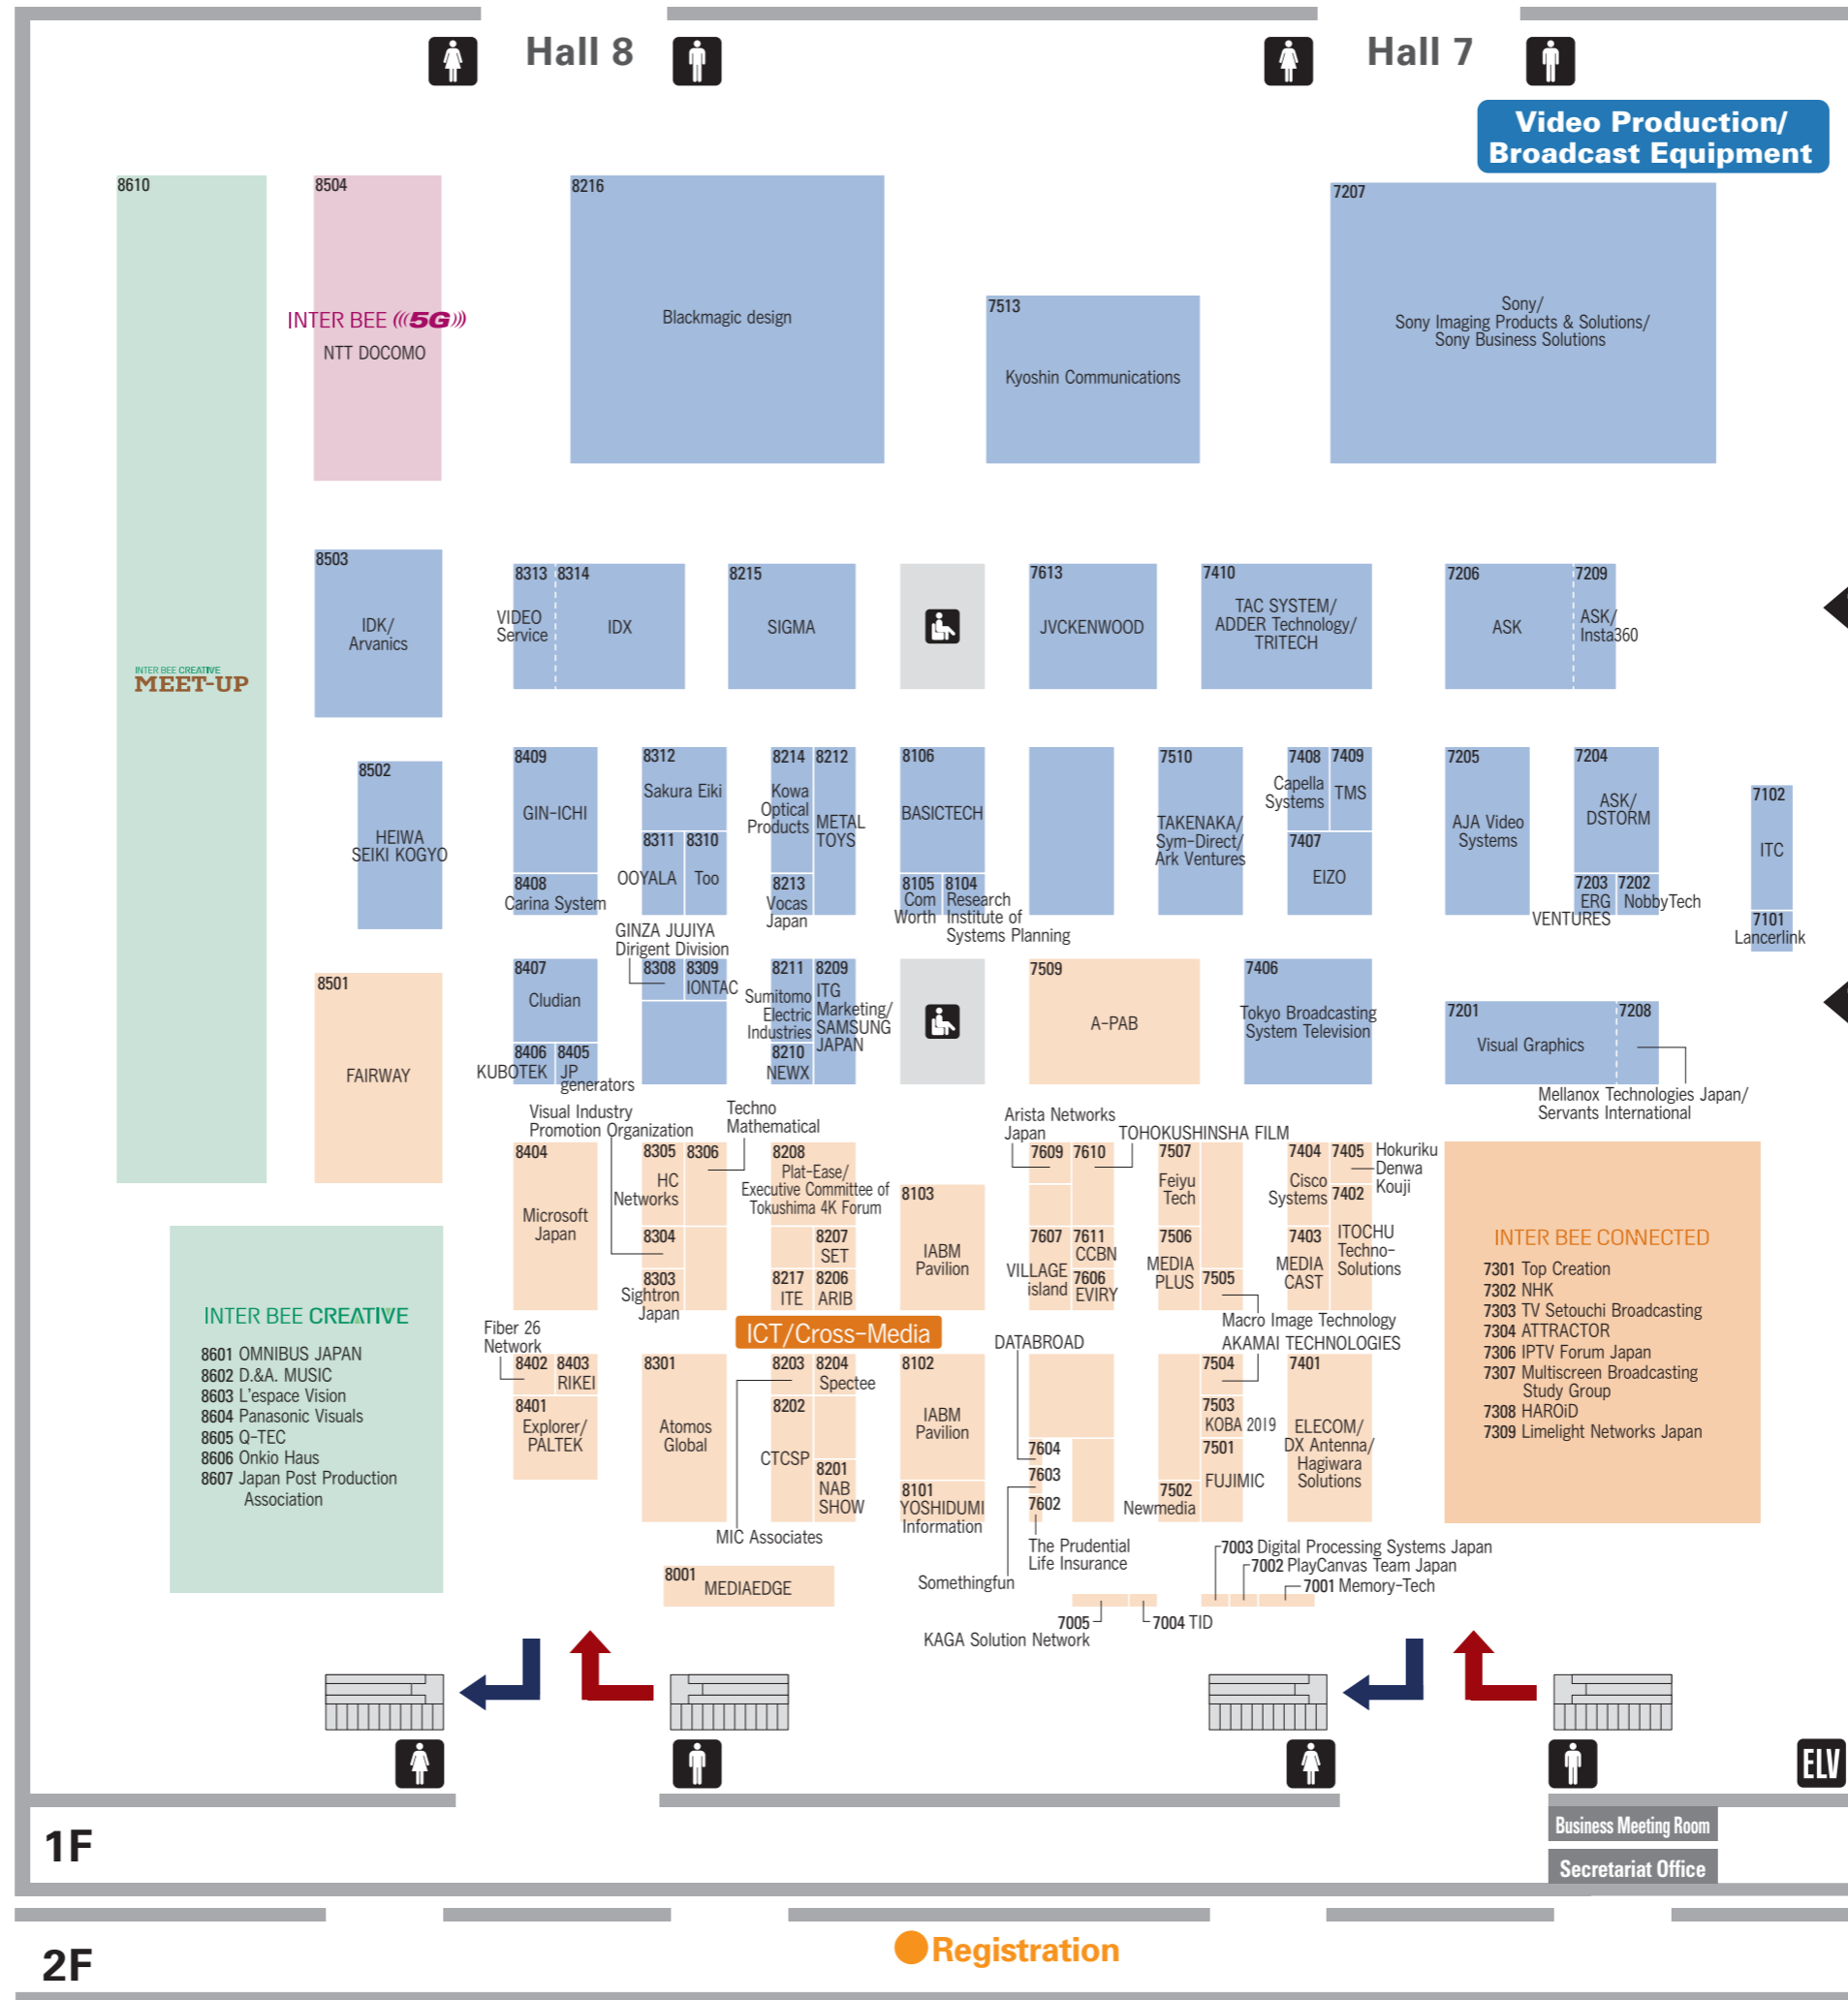 Hall 8
Hall 7
Video Production/
Broadcast Equipment
8610
INTER BEE CREATIVE
MEET-UP
8504
INTER BEE (((5G)))
NTT DOCOMO
8216
Blackmagic design
7513
Kyoshin Communications
7207
Sony/
Sony Imaging Products & Solutions/
Sony Business Solutions
8503
IDK/
Arvanics
8313
VIDEO
Service
8314
IDX
8215
SIGMA
7613
JVCKENWOOD
7410
TAC SYSTEM/
ADDER Technology/
TRITECH
7206
ASK
7209
ASK/
Insta360
8502
HEIWA
SEIKI KOGYO
8409
GIN-ICHI
8408
Carina System
8312
Sakura Eiki
8311
OOYALA
8310
Too
8214
Kowa
Optical
Products
8212
METAL
TOYS
8213
Vocas
Japan
8106
BASICTECH
8105
Com
Worth
8104
Research
Institute of
Systems Planning
7510
TAKENAKA/
Sym-Direct/
Ark Ventures
7408
Capella
Systems
7409
TMS
7407
EIZO
7205
AJA Video
Systems
7204
ASK/
DSTORM
7203
ERG
VENTURES
7202
NobbyTech
7102
ITC
7101
Lancerlink
8501
FAIRWAY
8407
Cludian
8406
KUBOTEK
8405
JP
generators
GINZA JUJIYA
Dirigent Division
8308
8309
IONTAC
8211
Sumitomo
Electric
Industries
8209
ITG
Marketing/
SAMSUNG
JAPAN
8210
NEWX
7509
A-PAB
7406
Tokyo Broadcasting
System Television
7201
Visual Graphics
7208
Mellanox Technologies Japan/
Servants International
Visual Industry
Promotion Organization
Techno
Mathematical
8404
Microsoft
Japan
8305
HC
Networks
8306
8304
8303
Sightron
Japan
8208
Plat-Ease/
Executive Committee of
Tokushima 4K Forum
8207
SET
8217
ITE
8206
ARIB
8103
IABM
Pavilion
Arista Networks
Japan
TOHOKUSHINSHA FILM
7609
7610
7607
VILLAGE
island
7611
CCBN
7606
EVIRY
7507
Feiyu
Tech
7506
MEDIA
PLUS
7505
Macro Image Technology
7404
Cisco
Systems
7405
Hokuriku
Denwa
Kouji
7402
ITOCHU
Techno-
Solutions
7403
MEDIA
CAST
INTER BEE CONNECTED
7301 Top Creation
7302 NHK
7303 TV Setouchi Broadcasting
7304 ATTRACTOR
7306 IPTV Forum Japan
7307 Multiscreen Broadcasting
Study Group
7308 HAROiD
7309 Limelight Networks Japan
INTER BEE CREATIVE
8601 OMNIBUS JAPAN
8602 D.&A. MUSIC
8603 L'espace Vision
8604 Panasonic Visuals
8605 Q-TEC
8606 Onkio Haus
8607 Japan Post Production
Association
ICT/Cross-Media
Fiber 26
Network
8402
8403
RIKEI
8401
Explorer/
PALTEK
8301
Atomos
Global
8203
8204
Spectee
8202
CTCSP
8201
NAB
SHOW
MIC Associates
8102
IABM
Pavilion
8101
YOSHIDUMI
Information
DATABROAD
7604
7603
7602
The Prudential
Life Insurance
Somethingfun
AKAMAI TECHNOLOGIES
7504
7503
KOBA 2019
7501
FUJIMIC
7502
Newmedia
7401
ELECOM/
DX Antenna/
Hagiwara
Solutions
8001
MEDIAEDGE
7003 Digital Processing Systems Japan
7002 PlayCanvas Team Japan
7001 Memory-Tech
7005
KAGA Solution Network
7004 TID
ELV
Business Meeting Room
1F
Secretariat Office
Registration
2F